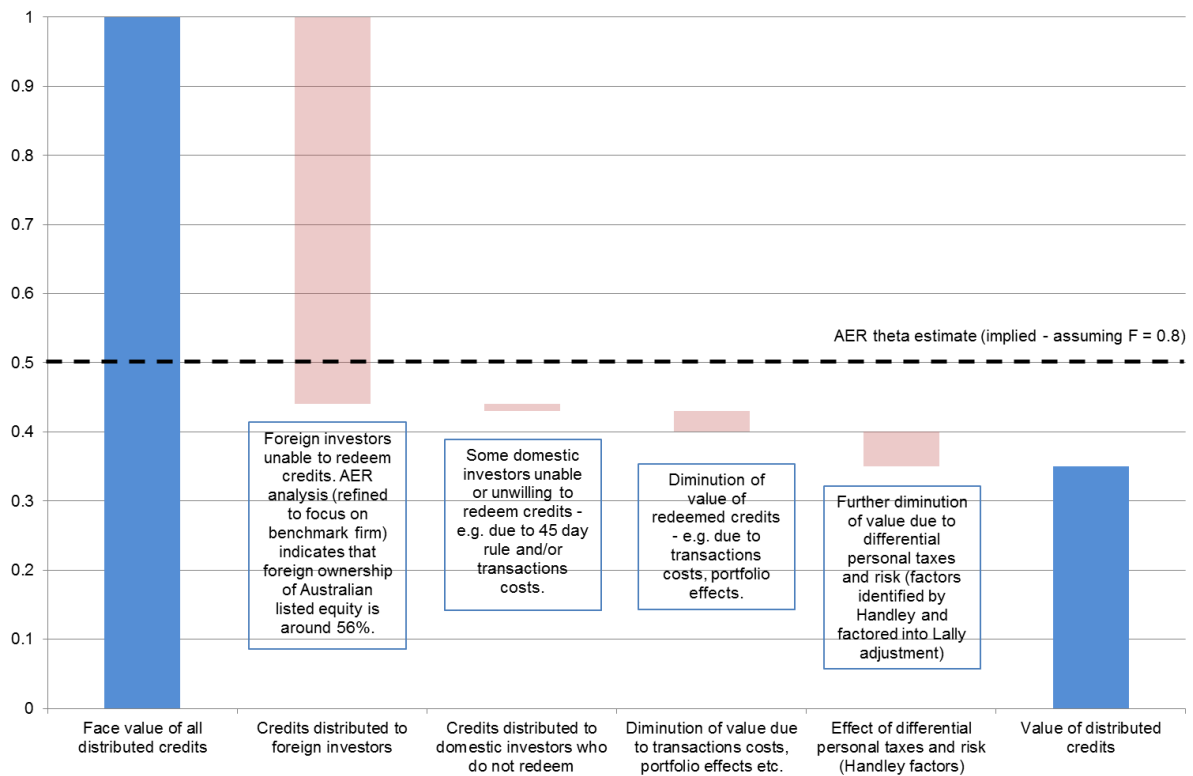 1
0.9
0.8
0.7
0.6
0.5
0.4
0.3
0.2
0.1
0
AER theta estimate (implied - assuming F = 0.8)
Foreign investors
unable to redeem
credits. AER
analysis (refined
to focus on
benchmark firm)
indicates that
foreign ownership
of Australian
listed equity is
around 56%.
Some domestic
investors unable
or unwilling to
redeem credits -
e.g. due to 45 day
rule and/or
transactions
costs.
Diminution of
value of
redeemed credits
- e.g. due to
transactions
costs, portfolio
effects.
Further diminution
of value due to
differential
personal taxes
and risk (factors
identified by
Handley and
factored into Lally
adjustment)
Face value of all
distributed credits
Credits distributed to
foreign investors
Credits distributed to
domestic investors who
do not redeem
Diminution of value due
to transactions costs,
portfolio effects etc.
Effect of differential
personal taxes and risk
(Handley factors)
Value of distributed
credits